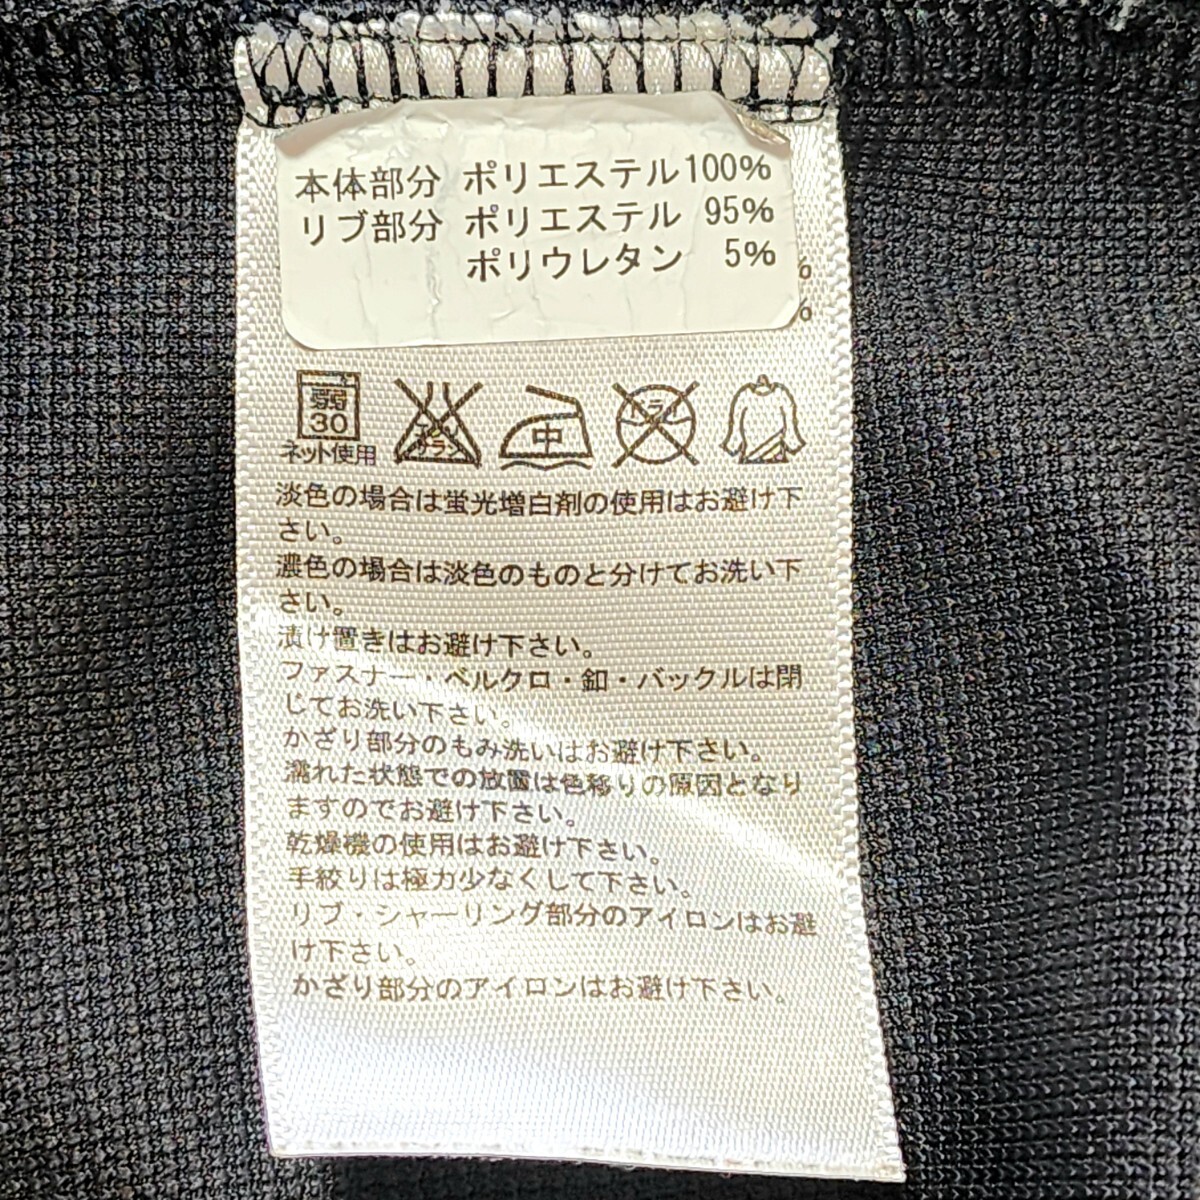 本体部分 ポリエステル100%
リブ部分 ポリエステル 95%
ポリウレタン 5%
%
%
弱
30
ネット使用
エンソ
サラシ
中
ドライ
淡色の場合は蛍光増白剤の使用はお避け下
さい。
濃色の場合は淡色のものと分けてお洗い下
さい。
漬け置きはお避け下さい。
ファスナー・ベルクロ・釦・バックルは閉
じてお洗い下さい。
かざり部分のもみ洗いはお避け下さい。
濡れた状態での放置は色移りの原因となり
ますのでお避け下さい。
乾燥機の使用はお避け下さい。
手絞りは極力少なくして下さい。
リブ・シャーリング部分のアイロンはお避
け下さい。
かざり部分のアイロンはお避け下さい。